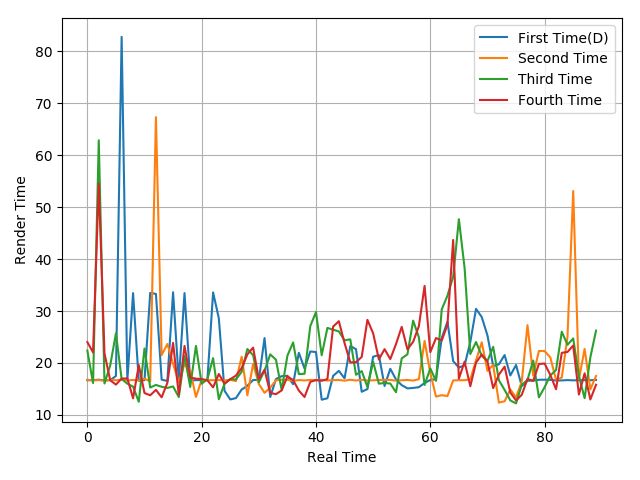 First Time(D)
Second Time
Third Time
Fourth Time
80
70
60
50
40
30
20
10
Render Time
0 20 40 60 80
Real Time